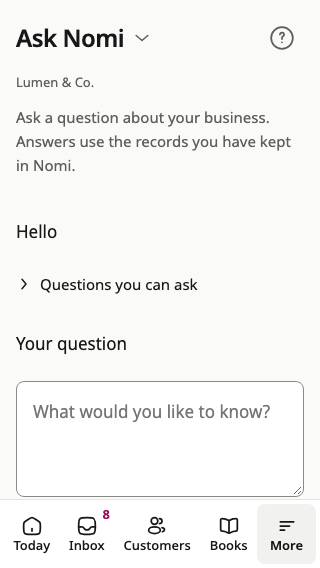 Ask Nomi
Lumen & Co.
Ask a question about your business.
Answers use the records you have kept
in Nomi.
Hello
Questions you can ask
Your question
What would you like to know?
8
Today Inbox Customers Books More